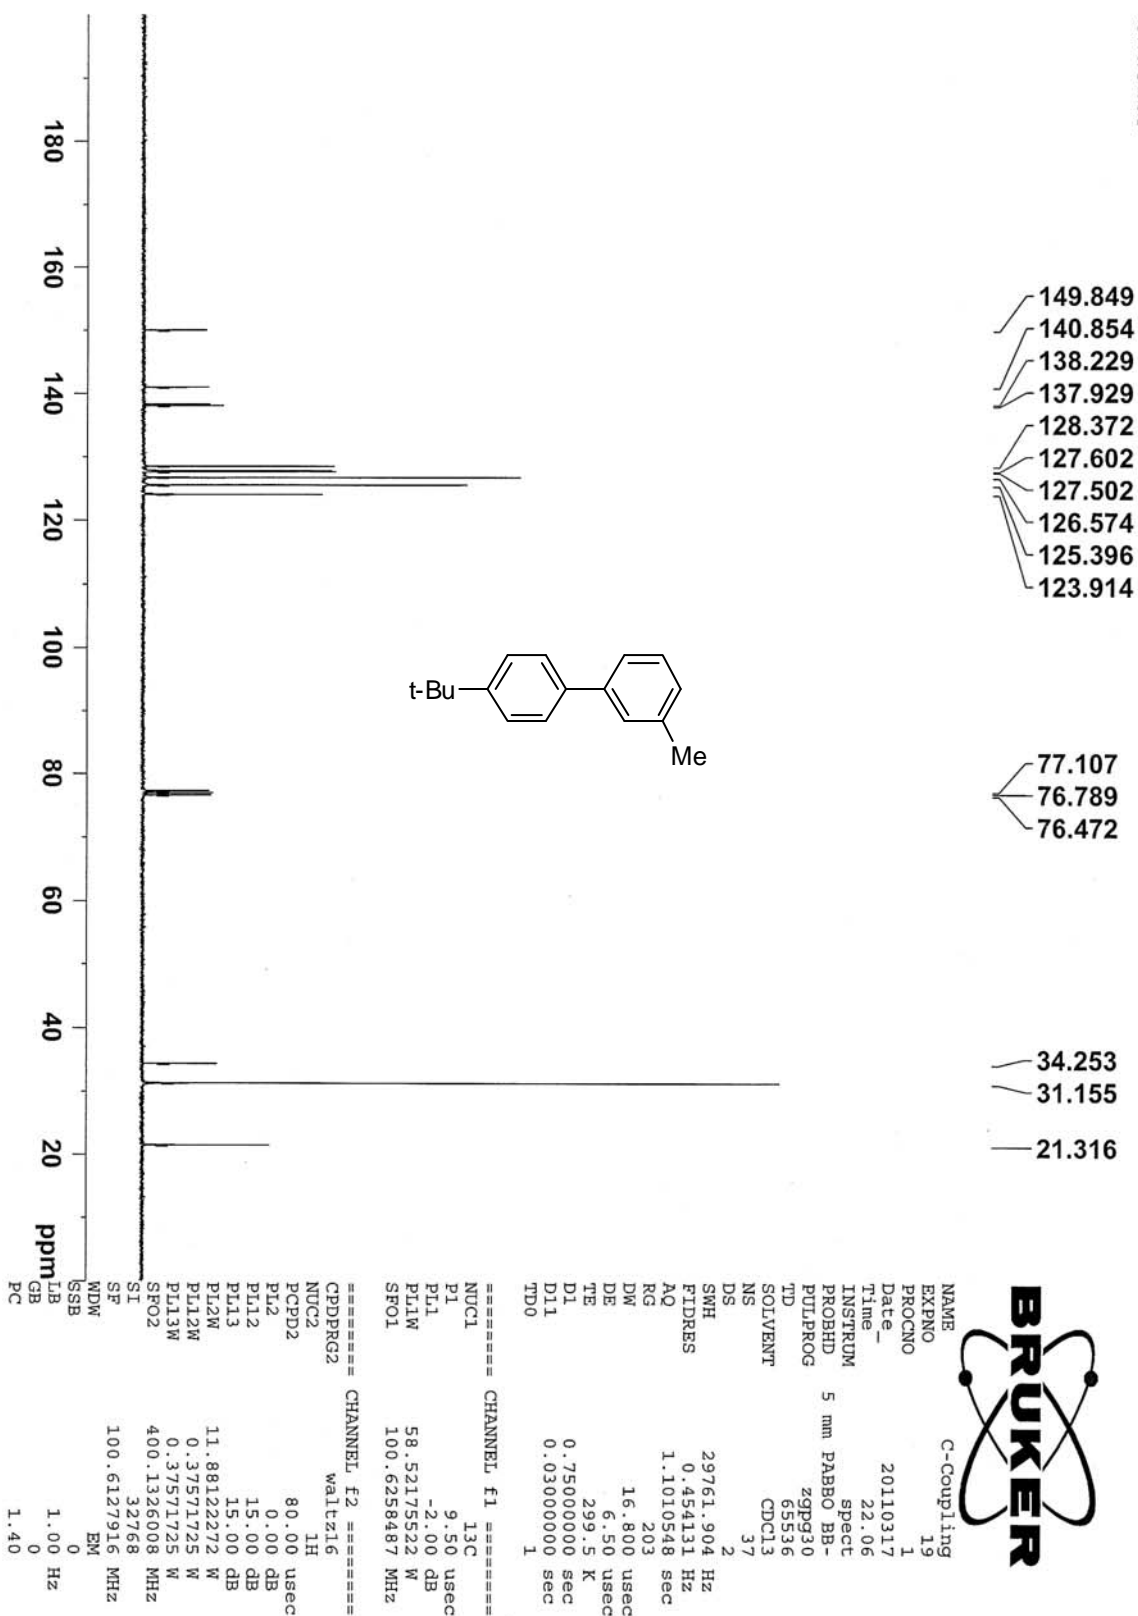 149.849
140.854
138.229
137.929
128.372
127.602
127.502
126.574
125.396
123.914
77.107
76.789
76.472
34.253
31.155
21.316
t-Bu
Me
180
160
140
120
100
80
60
40
20
ppm
BRUKER
NAME C-Coupling
EXPNO 19
PROCNO 1
Date_ 20110317
Time 22.06
INSTRUM spect
PROBHD 5 mm PABBO BB-
PULPROG zgpg30
TD 65536
SOLVENT CDCl3
NS 37
DS 2
SWH 29761.904 Hz
FIDRES 0.454131 Hz
AQ 1.1010548 sec
RG 203
DW 16.800 usec
DE 6.50 usec
TE 299.5 K
D1 0.75000000 sec
D11 0.03000000 sec
TD0 1
======== CHANNEL f1 ========
NUC1 13C
P1 9.50 usec
PL1 -2.00 dB
PL1W 58.52175522 W
SFO1 100.6258487 MHz
======== CHANNEL f2 ========
CPDPRG2 waltz16
NUC2 1H
PCPD2 80.00 usec
PL2 0.00 dB
PL12 15.00 dB
PL13 15.00 dB
PL2W 11.88122272 W
PL12W 0.37571725 W
PL13W 0.37571725 W
SFO2 400.1326008 MHz
SI 32768
SF 100.6127916 MHz
WDW EM
SSB 0
LB 1.00 Hz
GB 0
PC 1.40